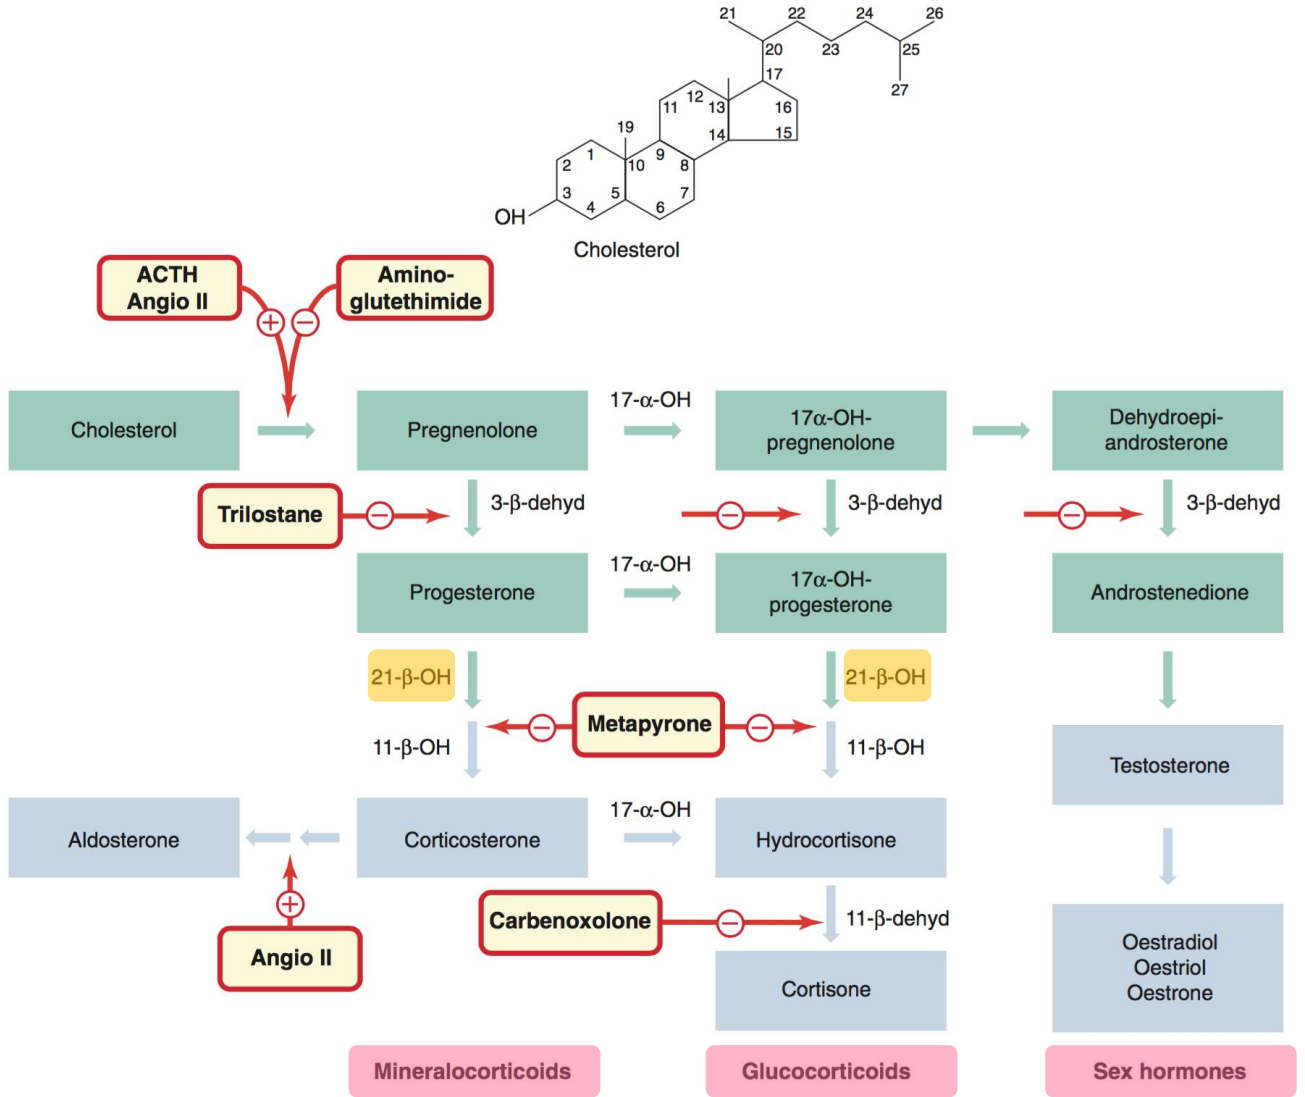 21
22
24
26
20
23
25
17
27
12
11
13
16
19
14
15
1
9
2
10
8
3
5
7
4
6
OH
Cholesterol
ACTH
Angio II
Amino-
glutethimide
+
−
17-α-OH
Cholesterol
Pregnenolone
17α-OH-
pregnenolone
Dehydroepi-
androsterone
Trilostane
−
3-β-dehyd
−
3-β-dehyd
−
3-β-dehyd
17-α-OH
Progesterone
17α-OH-
progesterone
Androstenedione
21-β-OH
21-β-OH
Metapyrone
−
−
11-β-OH
11-β-OH
Testosterone
17-α-OH
Aldosterone
Corticosterone
Hydrocortisone
+
Carbenoxolone
−
11-β-dehyd
Angio II
Oestradiol
Oestriol
Oestrone
Cortisone
Mineralocorticoids
Glucocorticoids
Sex hormones